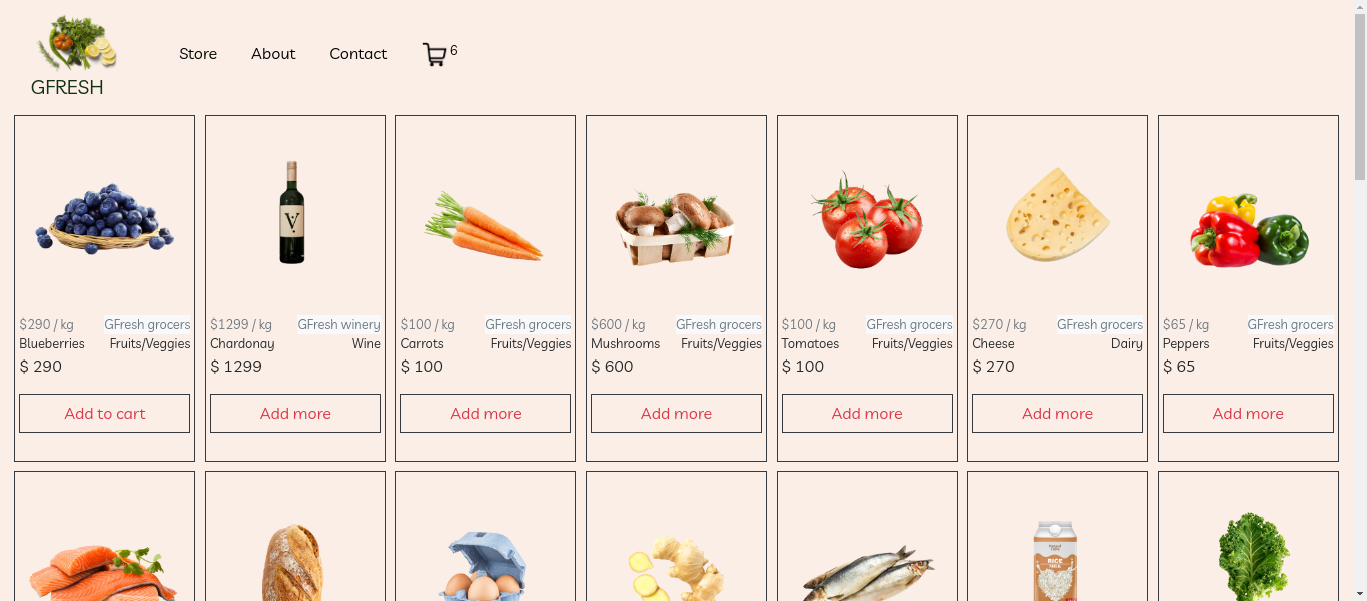 Store About Contact 6
GFRESH
$290 / kg GFresh grocers
Blueberries Fruits/Veggies
$ 290
Add to cart
$1299 / kg GFresh winery
Chardonay Wine
$ 1299
Add more
$100 / kg GFresh grocers
Carrots Fruits/Veggies
$ 100
Add more
$600 / kg GFresh grocers
Mushrooms Fruits/Veggies
$ 600
Add more
$100 / kg GFresh grocers
Tomatoes Fruits/Veggies
$ 100
Add more
$270 / kg GFresh grocers
Cheese Dairy
$ 270
Add more
$65 / kg GFresh grocers
Peppers Fruits/Veggies
$ 65
Add more
V
RICE